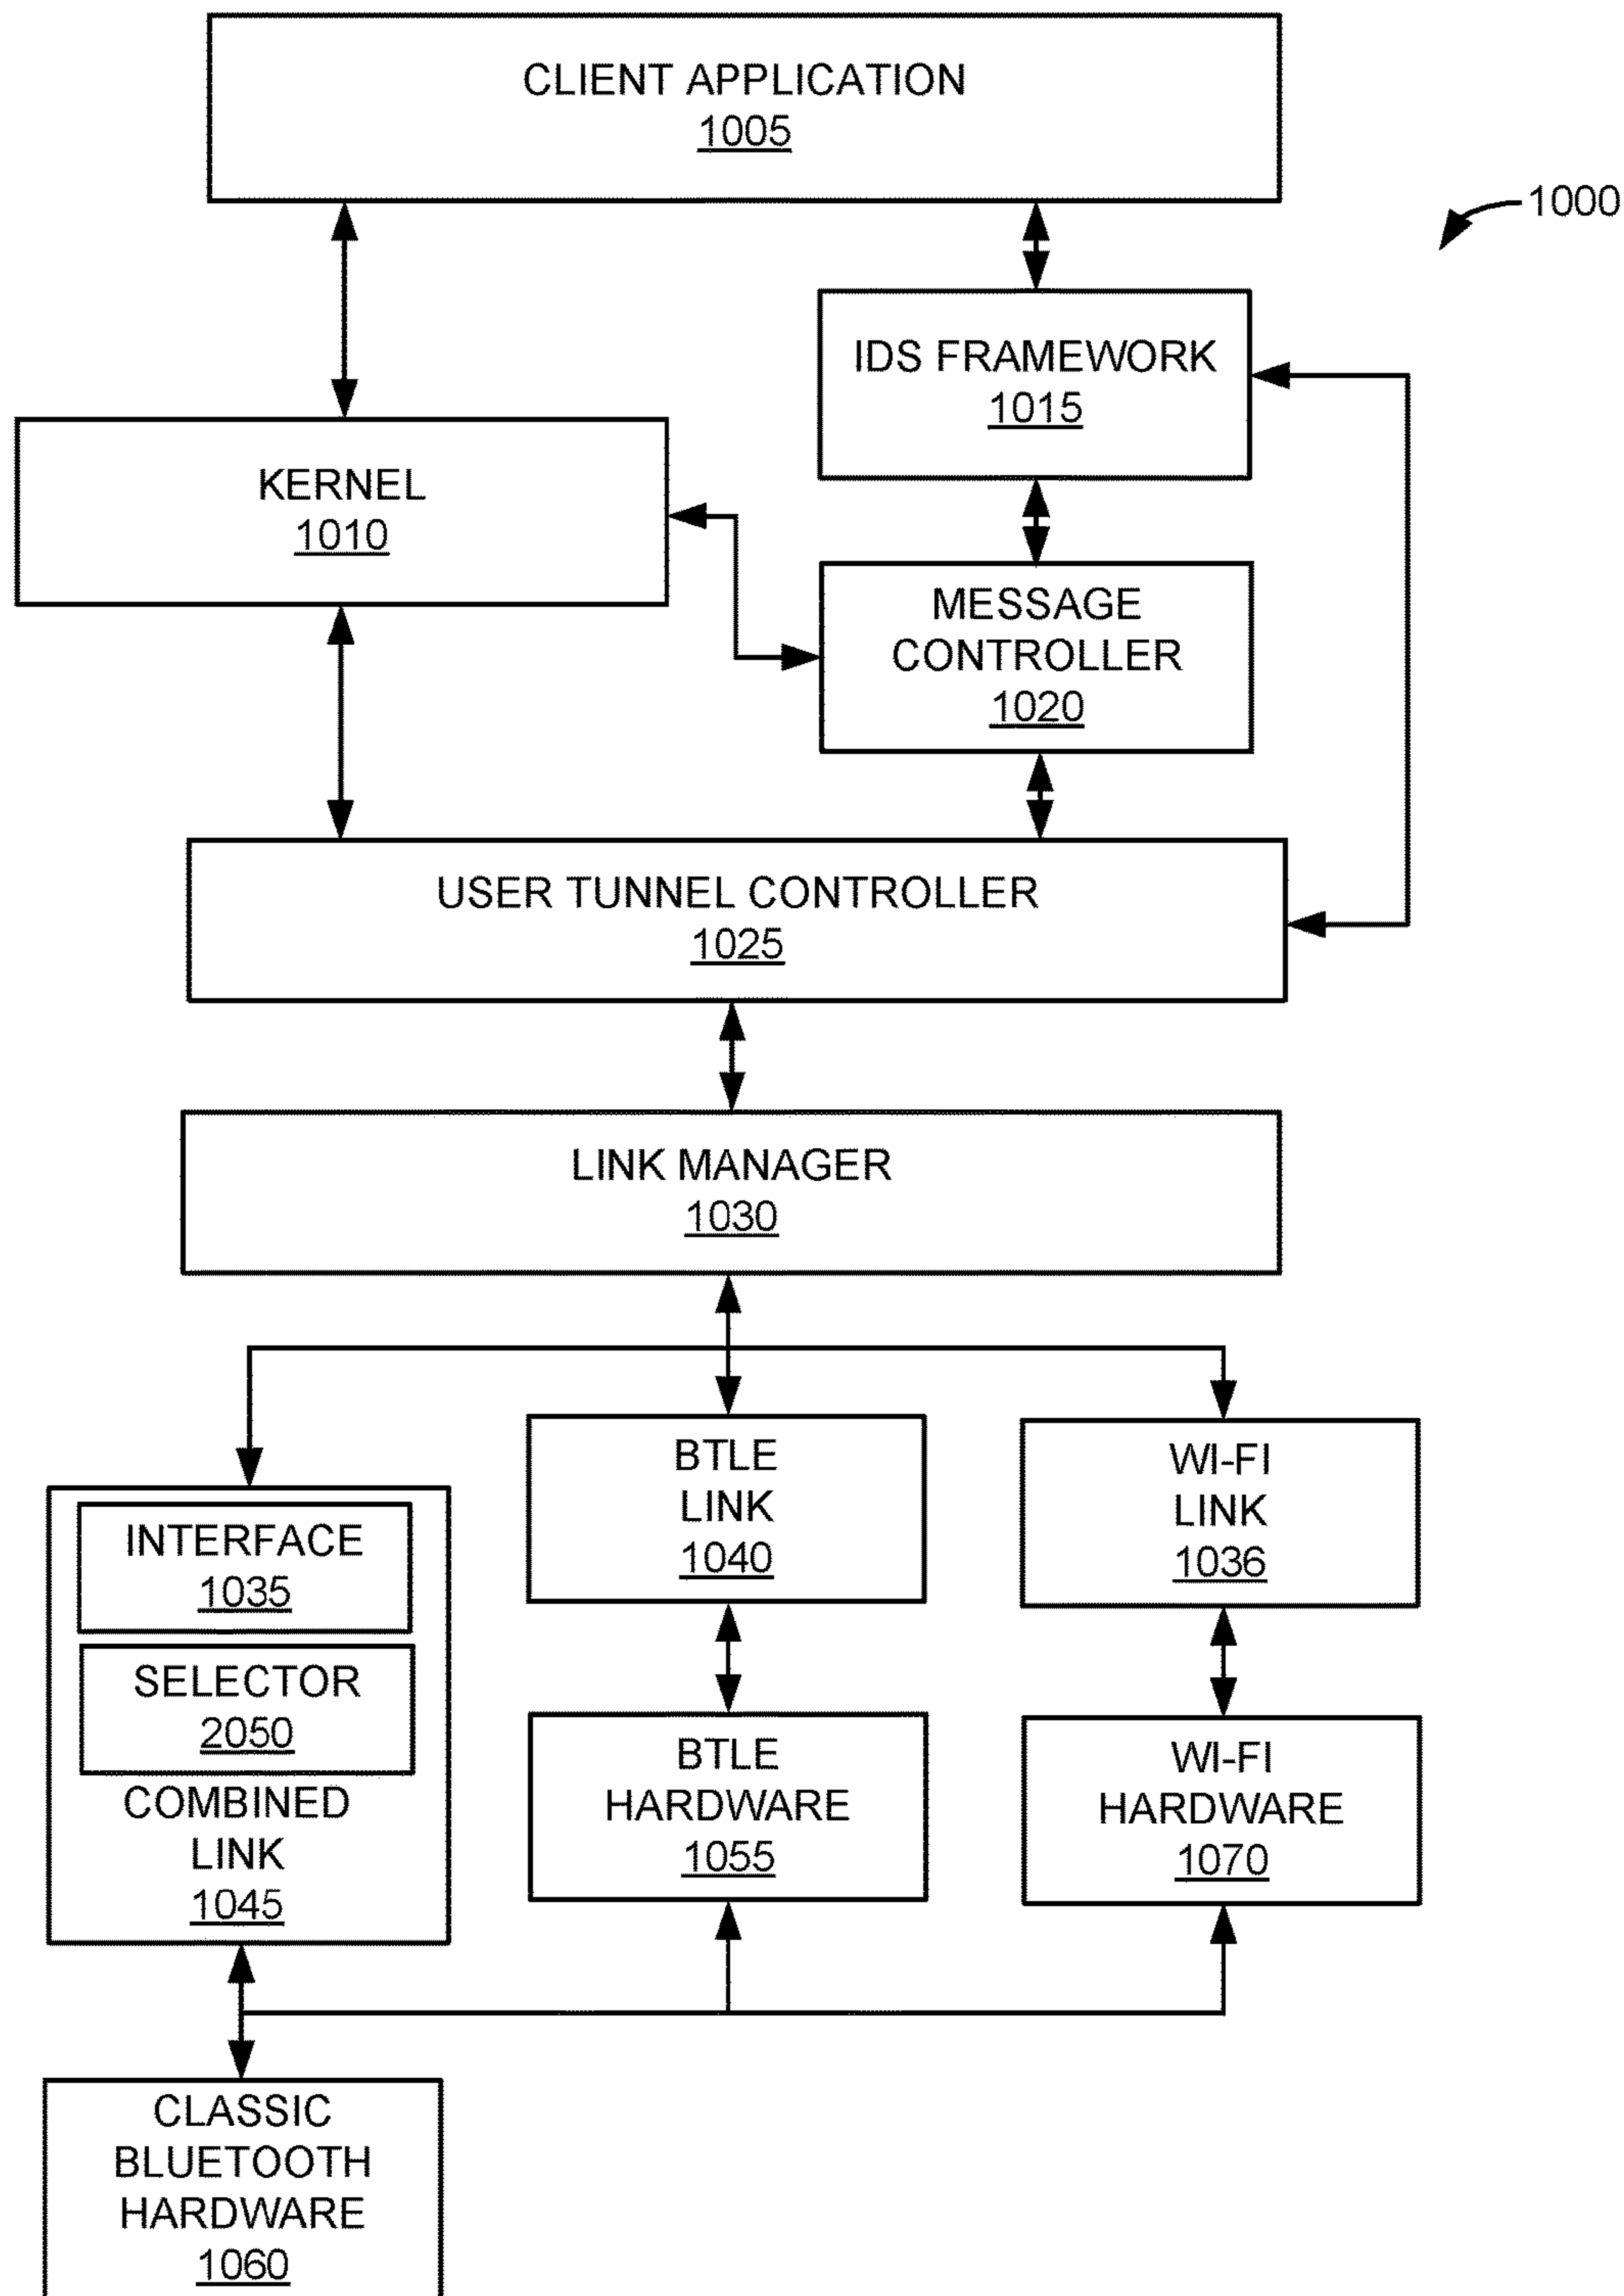 CLIENT APPLICATION
1005
1000
IDS FRAMEWORK
1015
KERNEL
1010
MESSAGE
CONTROLLER
1020
USER TUNNEL CONTROLLER
1025
LINK MANAGER
1030
INTERFACE
1035
SELECTOR
2050
COMBINED
LINK
1045
BTLE
LINK
1040
WI-FI
LINK
1036
BTLE
HARDWARE
1055
WI-FI
HARDWARE
1070
CLASSIC
BLUETOOTH
HARDWARE
1060